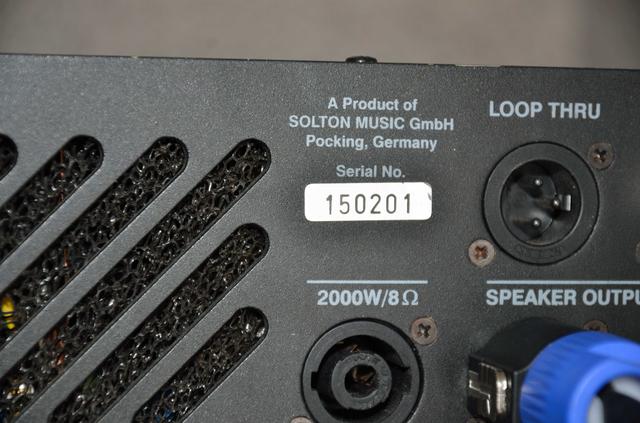 A Product of
SOLTON MUSIC GmbH
Pocking, Germany
Serial No.
150201
LOOP THRU
2000W/8Ω
SPEAKER OUTPU